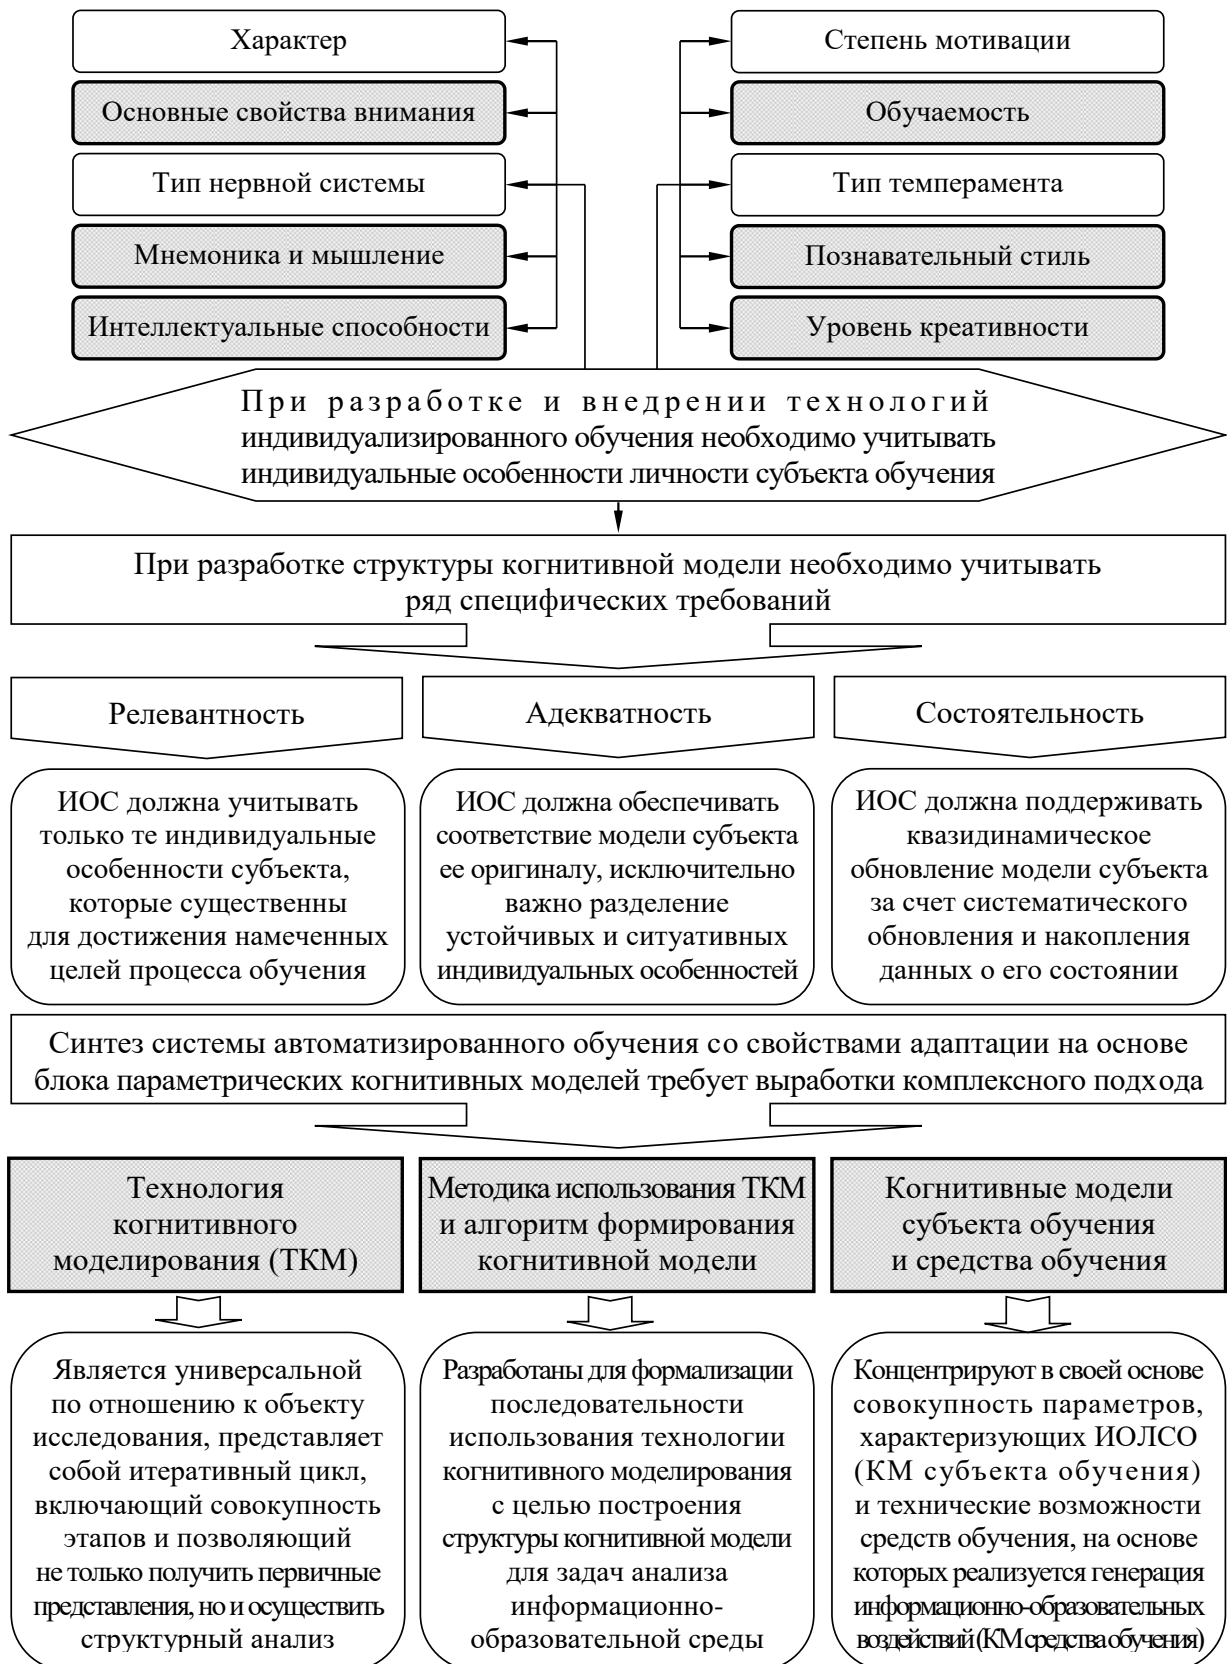 Характер
Основные свойства внимания
Тип нервной системы
Мнемоника и мышление
Интеллектуальные способности
Степень мотивации
Обучаемость
Тип темперамента
Познавательный стиль
Уровень креативности
При разработке и внедрении технологий
индивидуализированного обучения необходимо учитывать
индивидуальные особенности личности субъекта обучения
При разработке структуры когнитивной модели необходимо учитывать
ряд специфических требований
Релевантность
ИОС должна учитывать
только те индивидуальные
особенности субъекта,
которые существенны
для достижения намеченных
целей процесса обучения
Адекватность
ИОС должна обеспечивать
соответствие модели субъекта
ее оригиналу, исключительно
важно разделение
устойчивых и ситуативных
индивидуальных особенностей
Состоятельность
ИОС должна поддерживать
квазидинамическое
обновление модели субъекта
за счет систематического
обновления и накопления
данных о его состоянии
Синтез системы автоматизированного обучения со свойствами адаптации на основе
блока параметрических когнитивных моделей требует выработки комплексного подхода
Технология
когнитивного
моделирования (ТКМ)
Является универсальной
по отношению к объекту
исследования, представляет
собой итеративный цикл,
включающий совокупность
этапов и позволяющий
не только получить первичные
представления, но и осуществить
структурный анализ
Методика использования ТКМ
и алгоритм формирования
когнитивной модели
Разработаны для формализации
последовательности
использования технологии
когнитивного моделирования
с целью построения
структуры когнитивной модели
для задач анализа
информационно-
образовательной среды
Когнитивные модели
субъекта обучения
и средства обучения
Концентрируют в своей основе
совокупность параметров,
характеризующих ИОЛСО
(КМ субъекта обучения)
и технические возможности
средств обучения, на основе
которых реализуется генерация
информационно-образовательных
воздействий (КМ средства обучения)